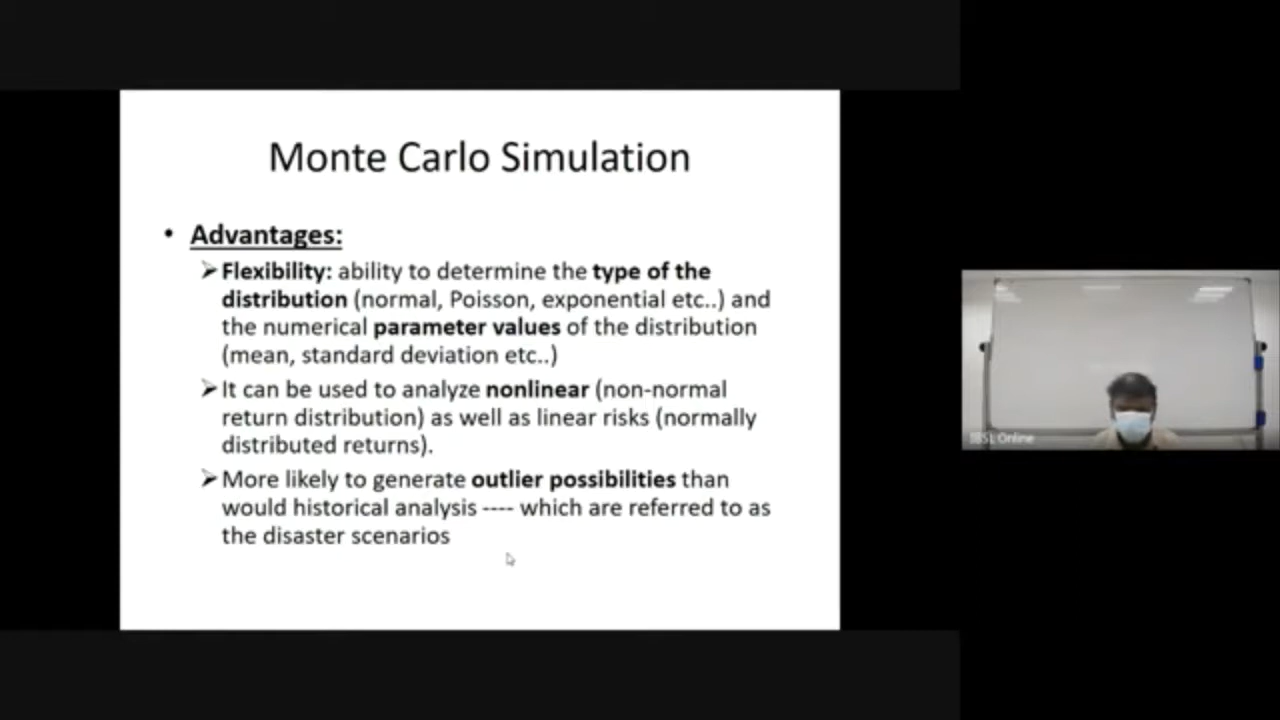 Monte Carlo Simulation
• Advantages:
➢Flexibility: ability to determine the type of the
distribution (normal, Poisson, exponential etc..) and
the numerical parameter values of the distribution
(mean, standard deviation etc..)
➢It can be used to analyze nonlinear (non-normal
return distribution) as well as linear risks (normally
distributed returns).
➢More likely to generate outlier possibilities than
would historical analysis ---- which are referred to as
the disaster scenarios
Online